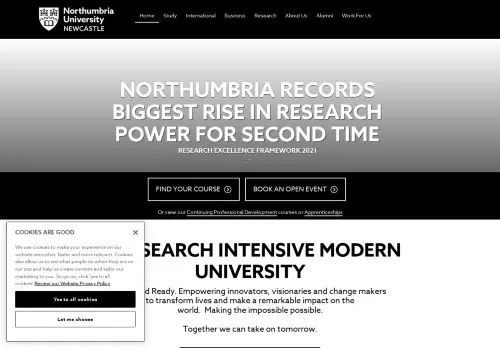 Northumbria
University
NEWCASTLE
Home Study International Business Research About Us Alumni Work For Us
NORTHUMBRIA RECORDS
BIGGEST RISE IN RESEARCH
POWER FOR SECOND TIME
RESEARCH EXCELLENCE FRAMEWORK 2021
FIND YOUR COURSE
BOOK AN OPEN EVENT
Or view our Continuing Professional Development courses or Apprenticeships
COOKIES ARE GOOD
We use cookies to make your experience on our
website smoother, faster and more relevant. Cookies
also allow us to see what people do when they are on
our site and help us create content and tailor our
marketing to you. So go on, click 'yes to all
cookies' Review our Website Privacy Policy
Yes to all cookies
Let me choose
SEARCH INTENSIVE MODERN
UNIVERSITY
d Ready. Empowering innovators, visionaries and change makers
to transform lives and make a remarkable impact on the
world. Making the impossible possible.
Together we can take on tomorrow.